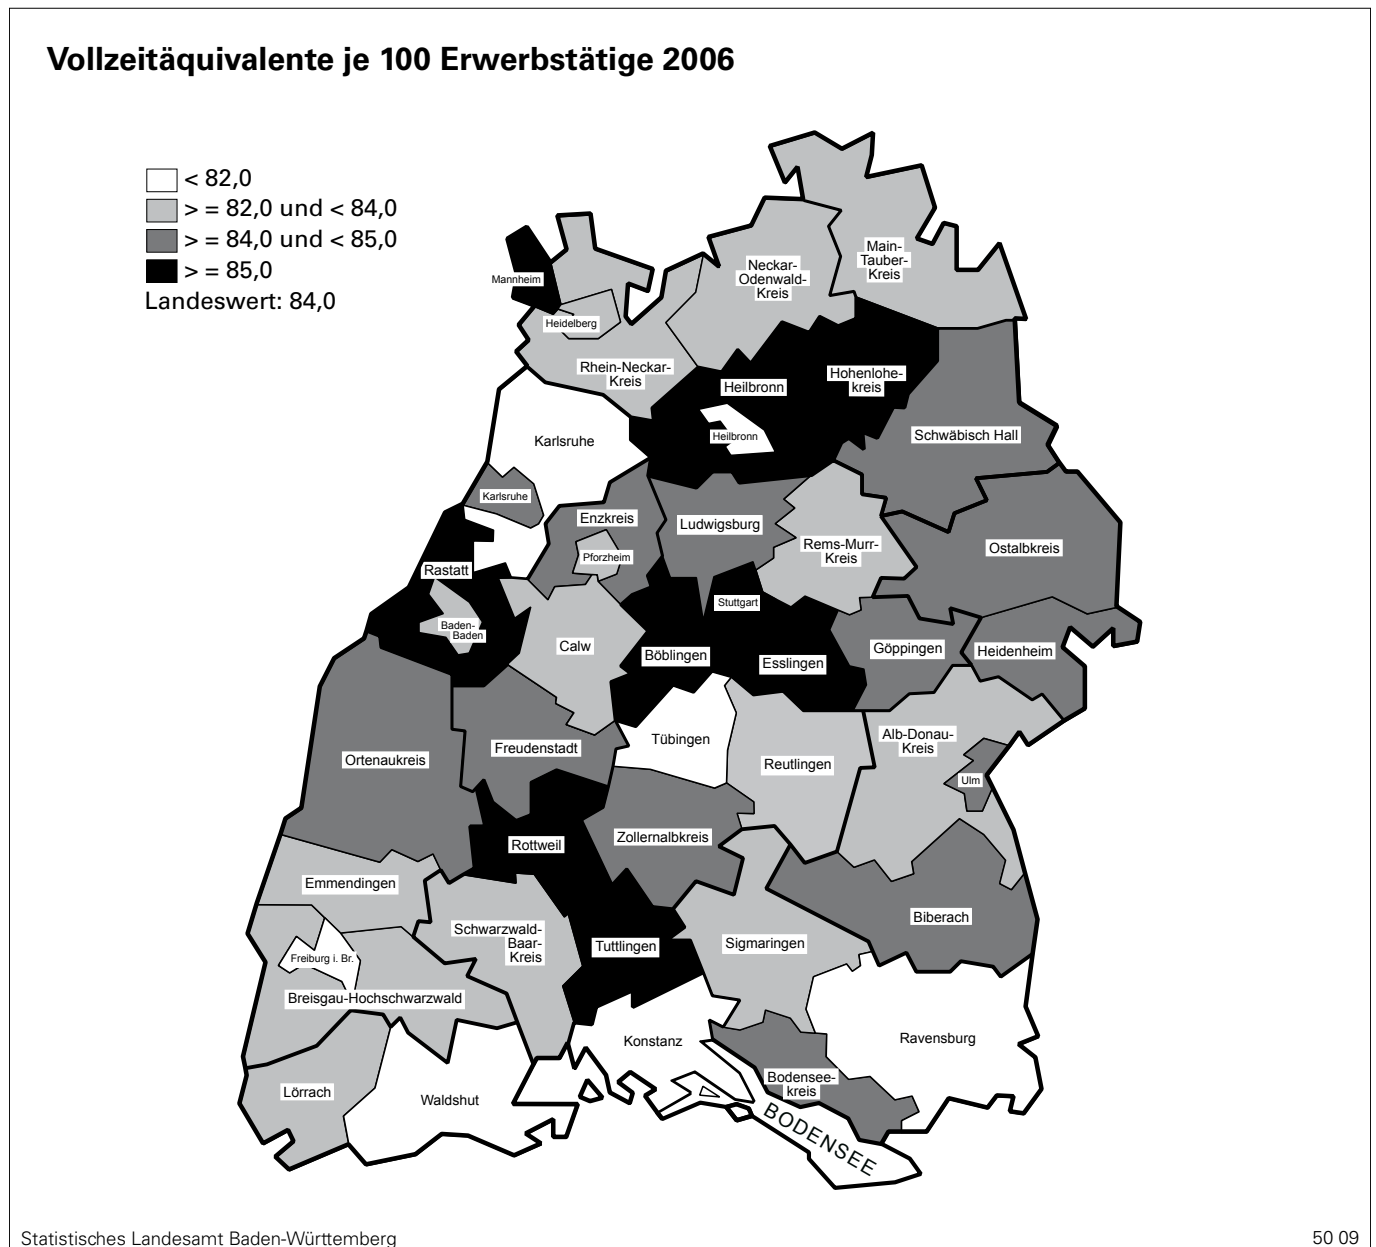 Vollzeitäquivalente je 100 Erwerbstätige 2006
< 82,0
> = 82,0 und < 84,0
> = 84,0 und < 85,0
> = 85,0
Landeswert: 84,0
Main-
Tauber-
Kreis
Neckar-
Odenwald-
Kreis
Mannheim
Heidelberg
Rhein-Neckar-
Kreis
Heilbronn
Hohenlohe-
kreis
Karlsruhe
Heilbronn
Schwäbisch Hall
Karlsruhe
Enzkreis
Ludwigsburg
Rems-Murr-
Kreis
Ostalbkreis
Pforzheim
Rastatt
Stuttgart
Baden-
Baden
Calw
Böblingen
Esslingen
Göppingen
Heidenheim
Tübingen
Alb-Donau-
Kreis
Freudenstadt
Ortenaukreis
Reutlingen
Ulm
Rottweil
Zollernalbkreis
Emmendingen
Biberach
Schwarzwald-
Baar-
Kreis
Tuttlingen
Sigmaringen
Freiburg i. Br.
Breisgau-Hochschwarzwald
Konstanz
Ravensburg
Bodensee-
kreis
Lörrach
Waldshut
BODENSEE
Statistisches Landesamt Baden-Württemberg
50 09